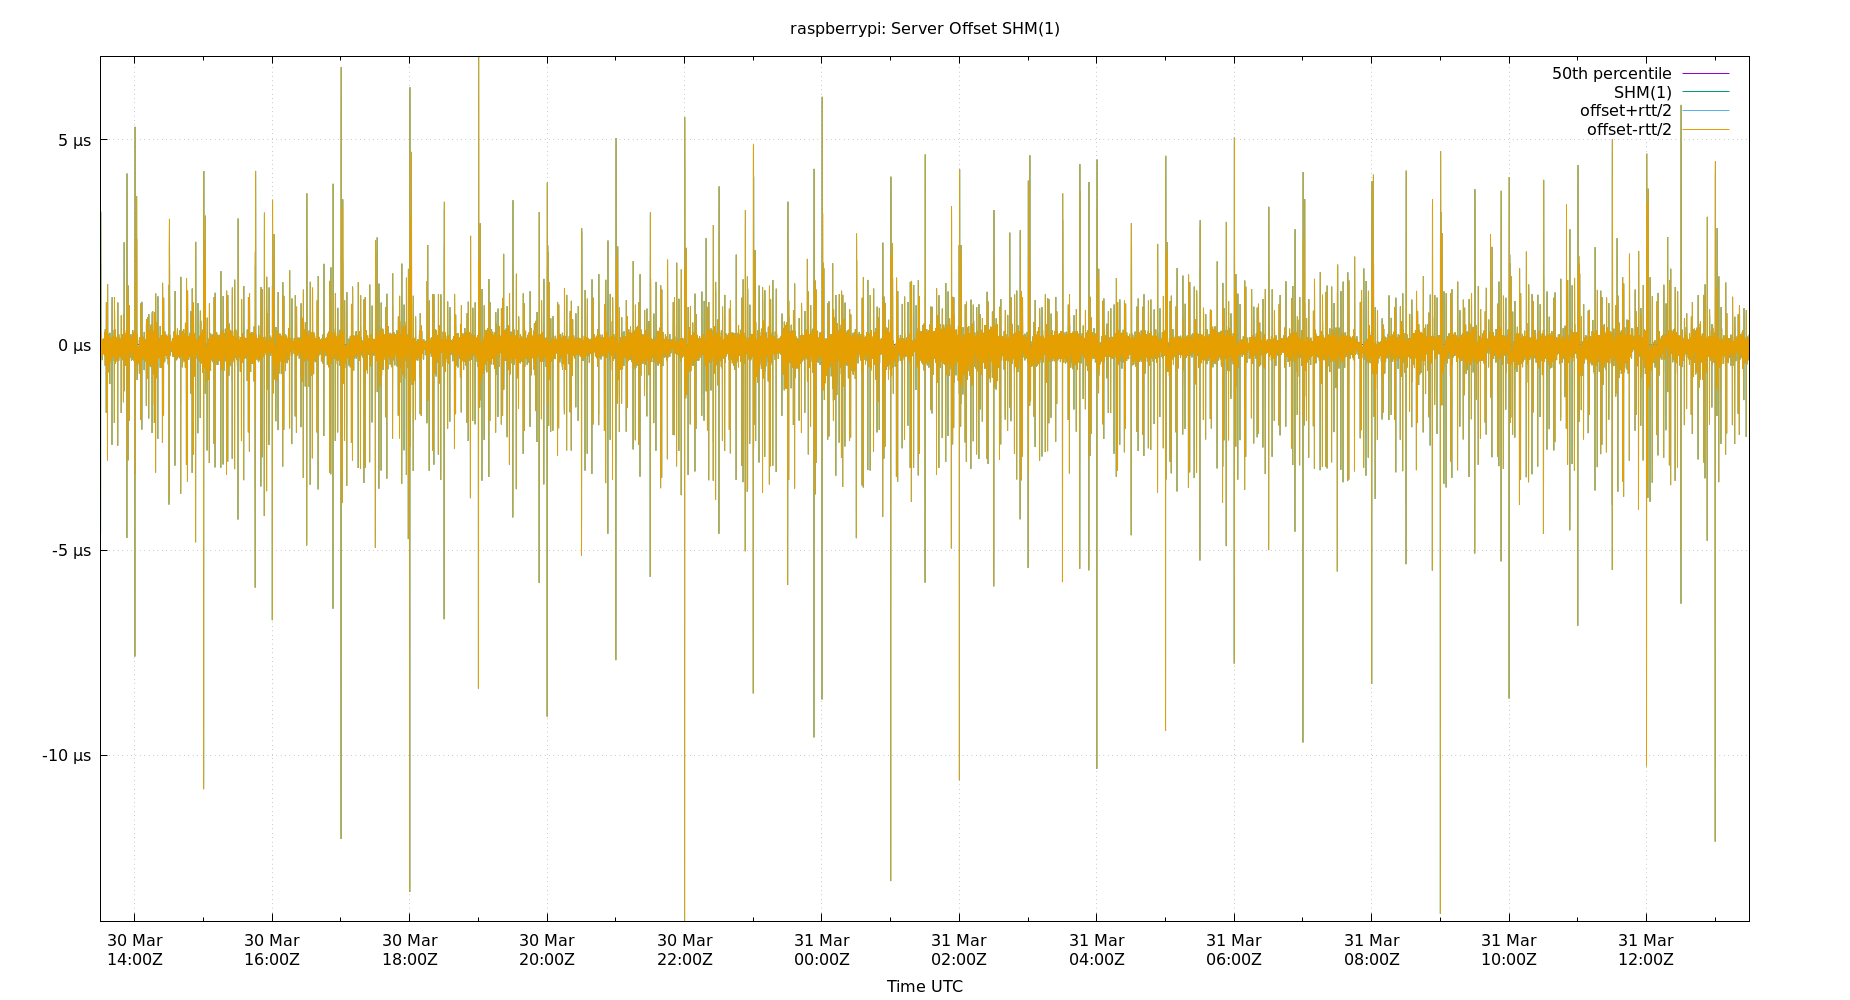 raspberrypi: Server Offset SHM(1)
50th percentile
SHM(1)
offset+rtt/2
offset-rtt/2
5 µs
0 µs
-5 µs
-10 µs
30 Mar 30 Mar 30 Mar 30 Mar 30 Mar 31 Mar 31 Mar 31 Mar 31 Mar 31 Mar 31 Mar 31 Mar
14:00Z 16:00Z 18:00Z 20:00Z 22:00Z 00:00Z 02:00Z 04:00Z 06:00Z 08:00Z 10:00Z 12:00Z
Time UTC